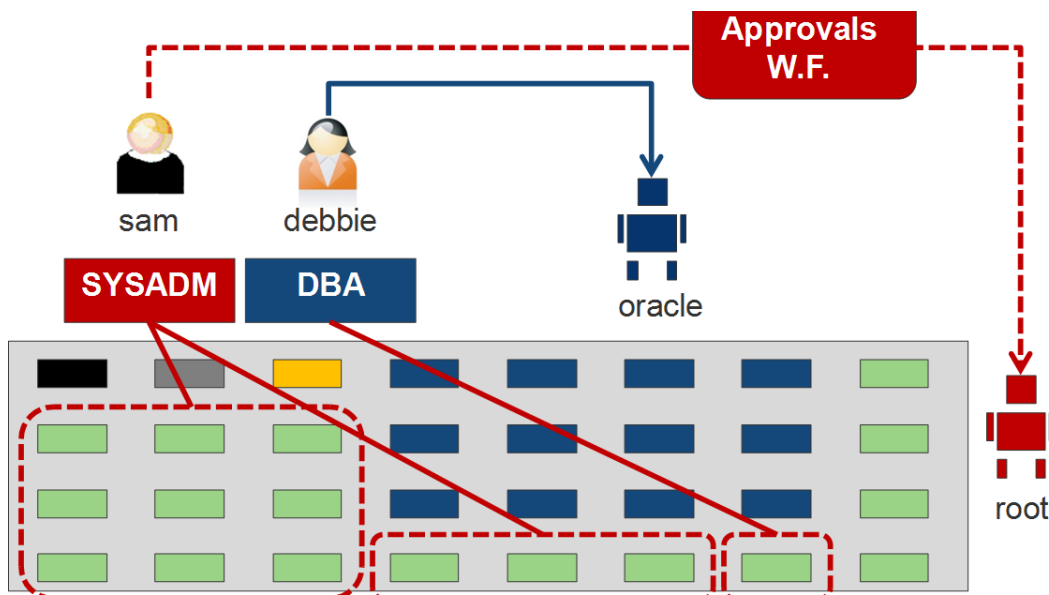 Approvals
W.F.
sam
debbie
SYSADM
DBA
oracle
root